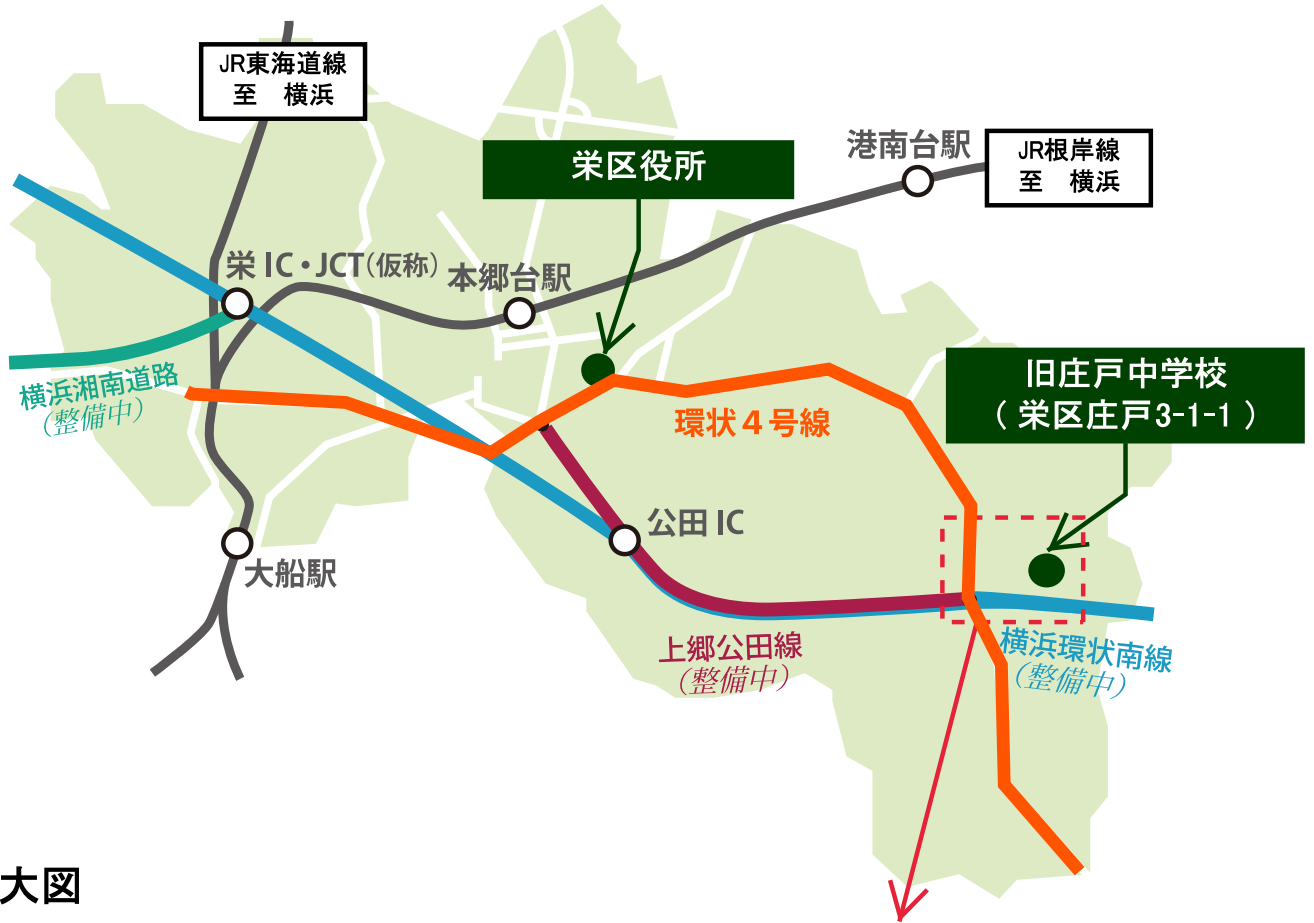 JR東海道線
至　横浜
港南台駅
JR根岸線
至　横浜
栄区役所
栄 IC・JCT(仮称)
本郷台駅
横浜湘南道路
(整備中)
旧庄戸中学校
( 栄区庄戸3-1-1 )
環状４号線
公田 IC
大船駅
上郷公田線
(整備中)
横浜環状南線
(整備中)
大図